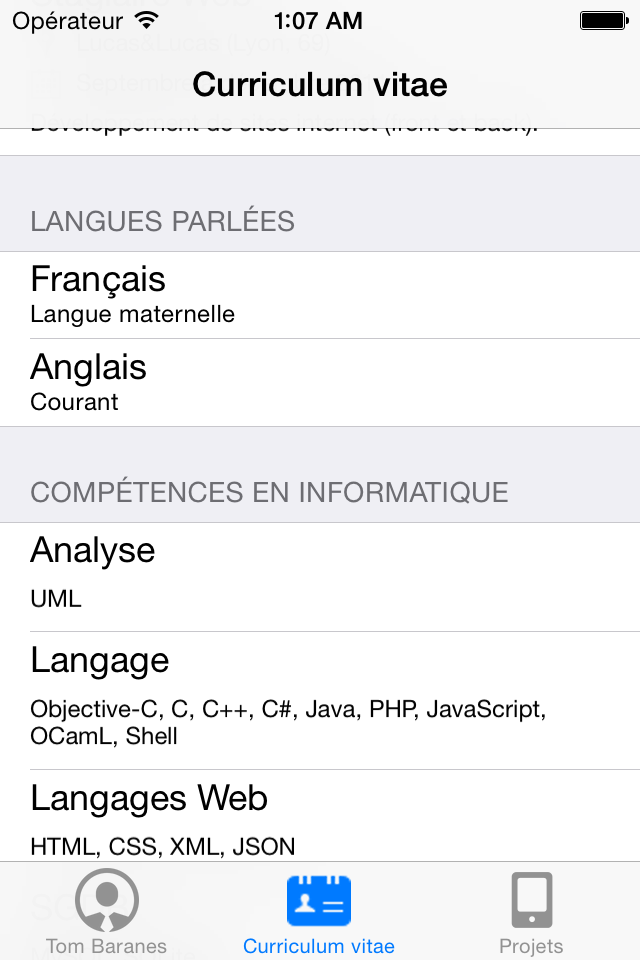 Opérateur 1:07 AM
Curriculum vitae
Développement de sites internet (front et back).
LANGUES PARLÉES
Français
Langue maternelle
Anglais
Courant
COMPÉTENCES EN INFORMATIQUE
Analyse
UML
Langage
Objective-C, C, C++, C#, Java, PHP, JavaScript,
OCamL, Shell
Langages Web
HTML, CSS, XML, JSON
Tom Baranes Curriculum vitae Projets